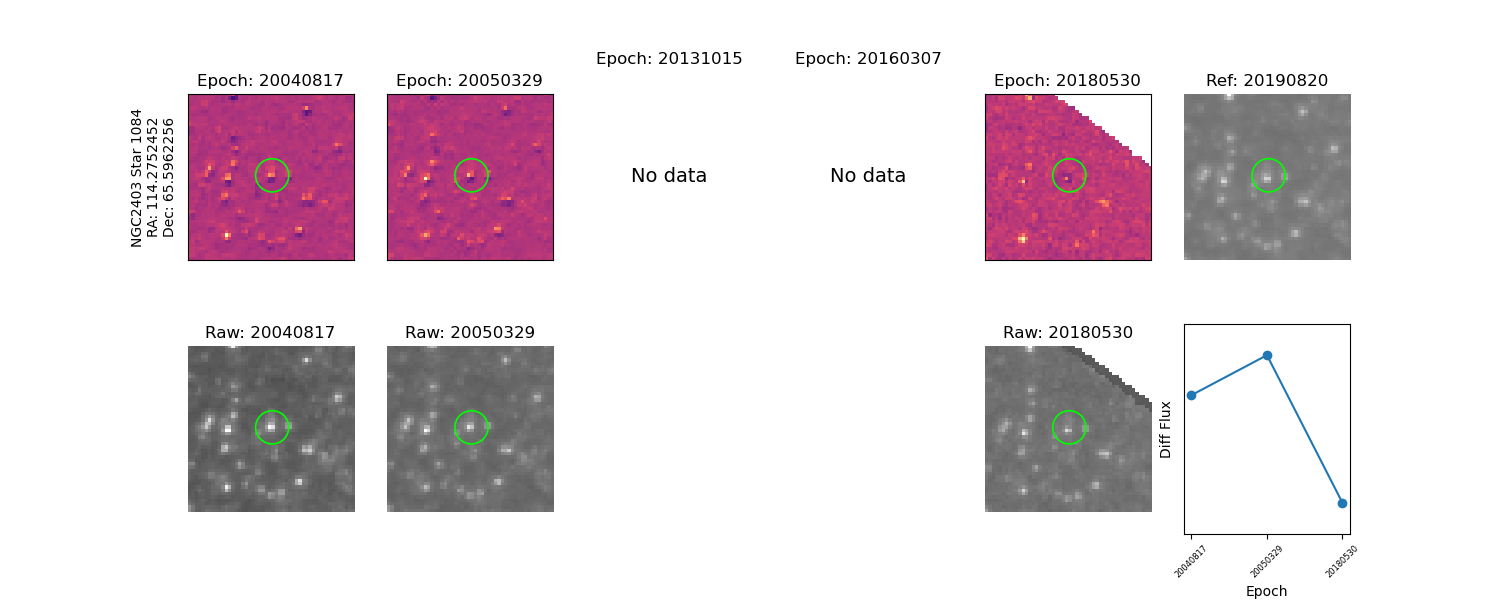 Epoch: 20040817
Epoch: 20050329
Epoch: 20131015
Epoch: 20160307
Epoch: 20180530
Ref: 20190820
NGC2403 Star 1084
RA: 114.2752452
Dec: 65.5962256
No data
No data
Raw: 20040817
Raw: 20050329
Raw: 20180530
Diff Flux
20040817
20050329
20180530
Epoch